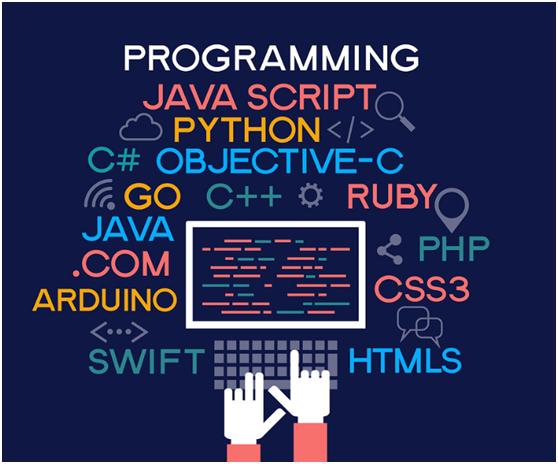 PROGRAMMING
JAVA SCRIPT
PYTHON </>
C# OBJECTIVE-C
GO C++ RUBY
JAVA
PHP
.COM
CSS3
ARDUINO
<···>
SWIFT HTMLS